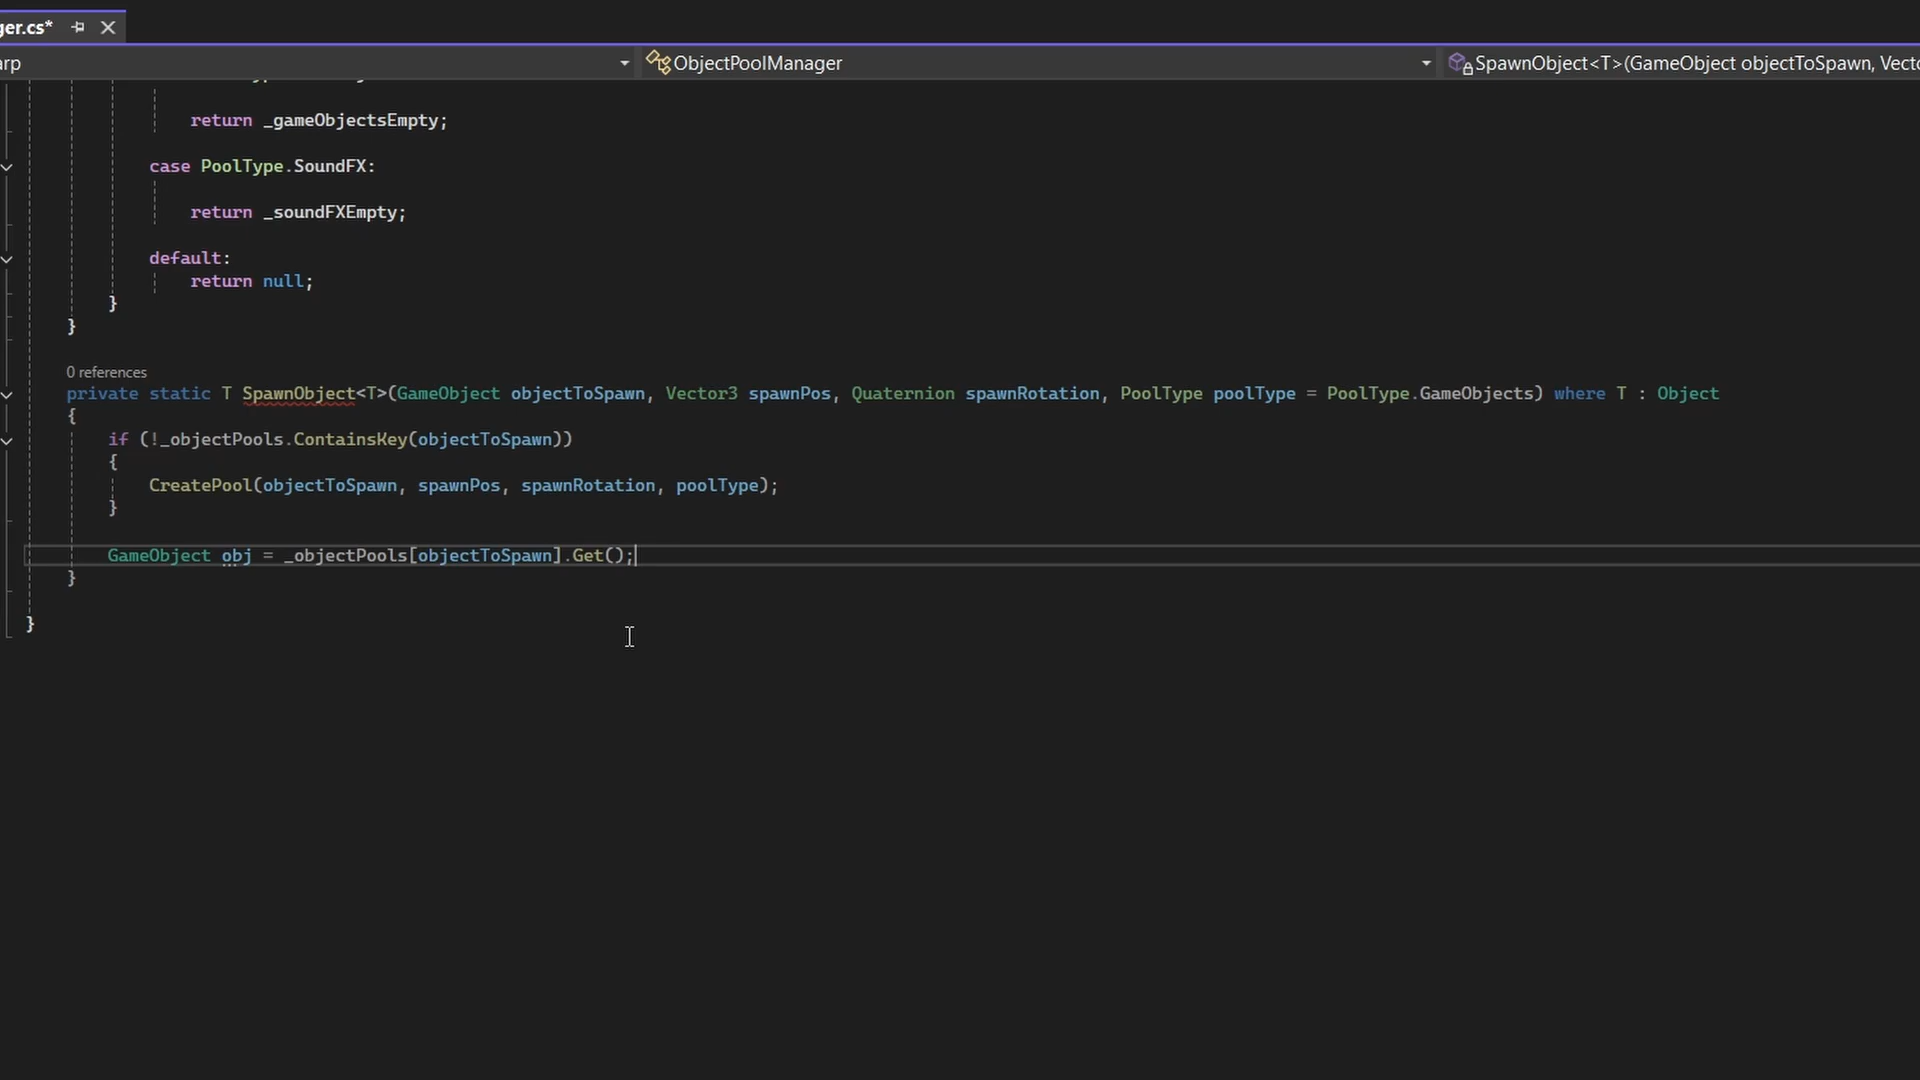 ger.cs*
arp
ObjectPoolManager
SpawnObject<T>(GameObject objectToSpawn, Vecto
return _gameObjectsEmpty;
case PoolType.SoundFX:
return _soundFXEmpty;
default:
return null;
}
}
0 references
private static T SpawnObject<T>(GameObject objectToSpawn, Vector3 spawnPos, Quaternion spawnRotation, PoolType poolType = PoolType.GameObjects) where T : Object
{
if (!_objectPools.ContainsKey(objectToSpawn))
{
CreatePool(objectToSpawn, spawnPos, spawnRotation, poolType);
}
GameObject obj = _objectPools[objectToSpawn].Get();
}
}